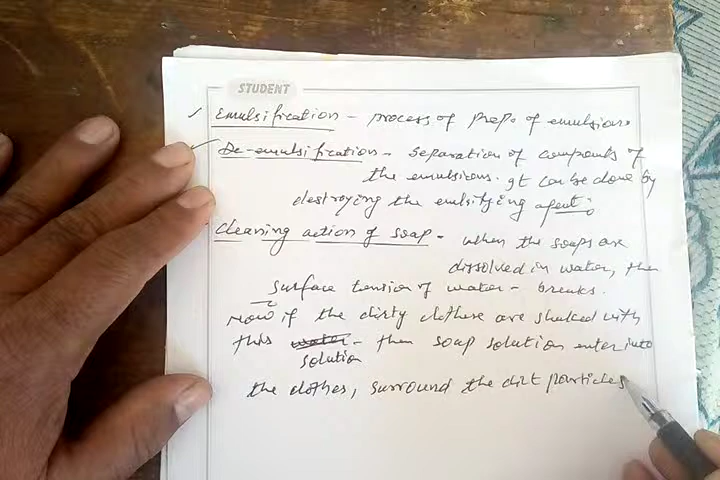 STUDENT
Emulsification - process of prep. of emulsions
De-emulsification - Separation of componts of
the emulsions. It can be done by
destroying the emulsifying agent:
Cleaning action of soap - when the soaps are
dissolved in water, then
Surface tension of water - breaks.
Now if the dirty clothese are shaked with
this water - then soap solution enter into
solution
the clothes, surround the dirt particles